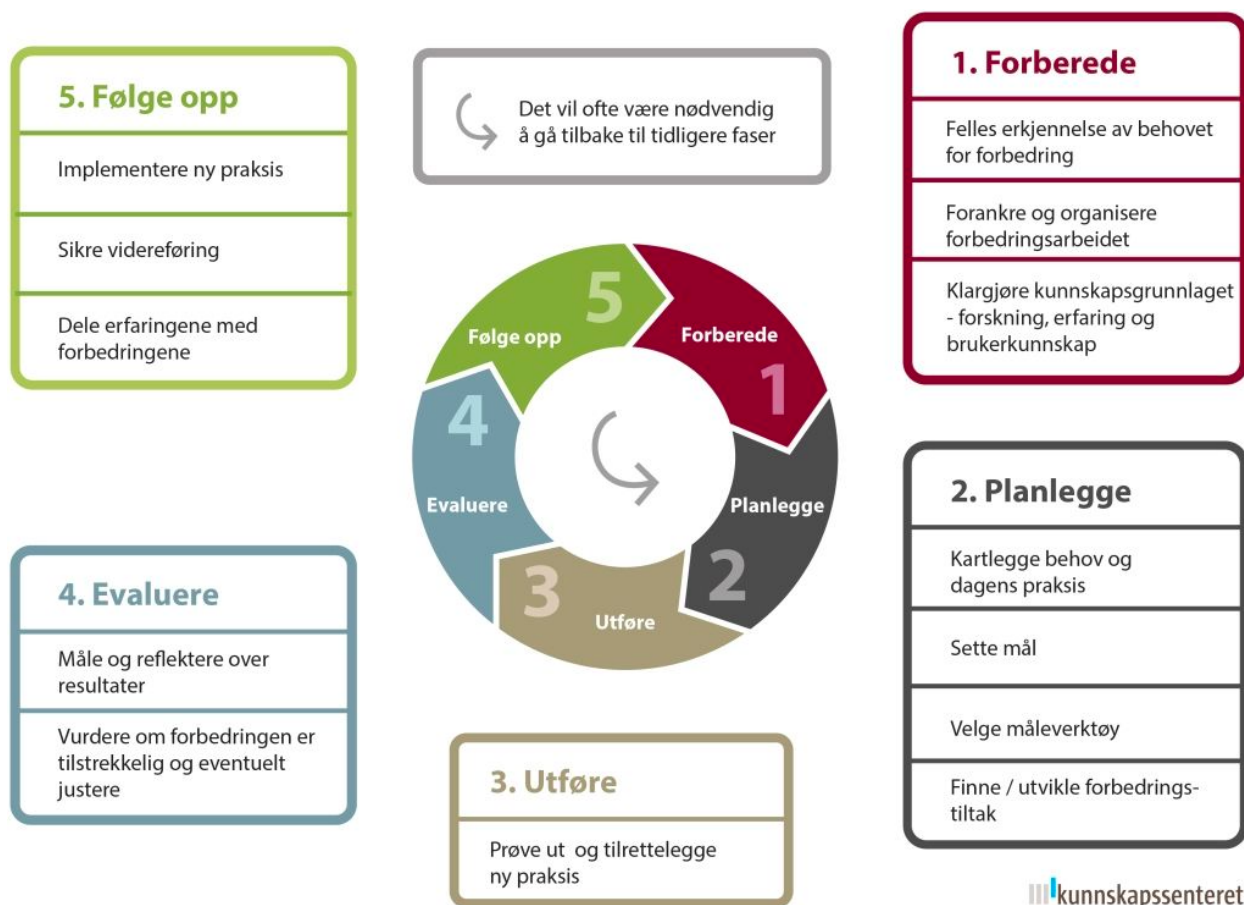 5. Følge opp
Implementere ny praksis
Sikre videreføring
Dele erfaringene med
forbedringene
Det vil ofte være nødvendig
å gå tilbake til tidligere faser
1. Forberede
Felles erkjennelse av behovet
for forbedring
Forankre og organisere
forbedringsarbeidet
Klargjøre kunnskapsgrunnlaget
- forskning, erfaring og
brukerkunnskap
5
Følge opp
Forberede
1
4
Evaluere
Planlegge
2
3
Utføre
2. Planlegge
Kartlegge behov og
dagens praksis
Sette mål
Velge måleverktøy
Finne / utvikle forbedrings-
tiltak
4. Evaluere
Måle og reflektere over
resultater
Vurdere om forbedringen er
tilstrekkelig og eventuelt
justere
3. Utføre
Prøve ut og tilrettelegge
ny praksis
kunnskapssenteret